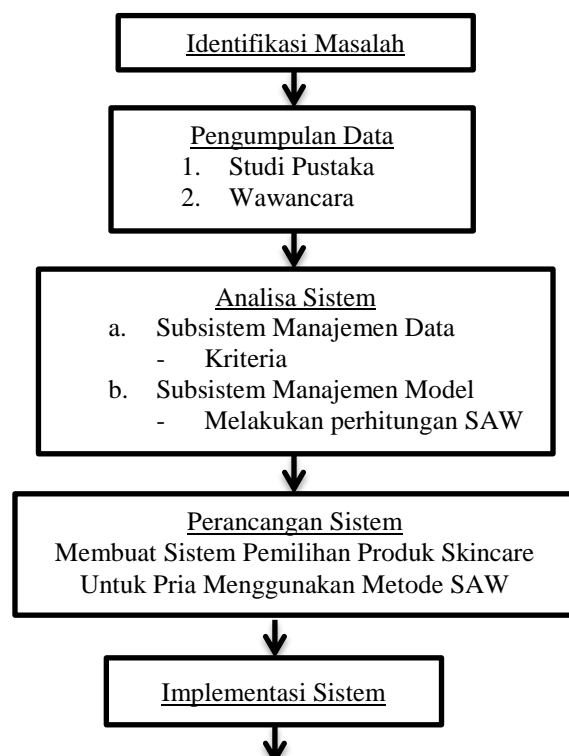 Identifikasi Masalah
Pengumpulan Data
1. Studi Pustaka
2. Wawancara
Analisa Sistem
a. Subsistem Manajemen Data
- Kriteria
b. Subsistem Manajemen Model
- Melakukan perhitungan SAW
Perancangan Sistem
Membuat Sistem Pemilihan Produk Skincare
Untuk Pria Menggunakan Metode SAW
Implementasi Sistem